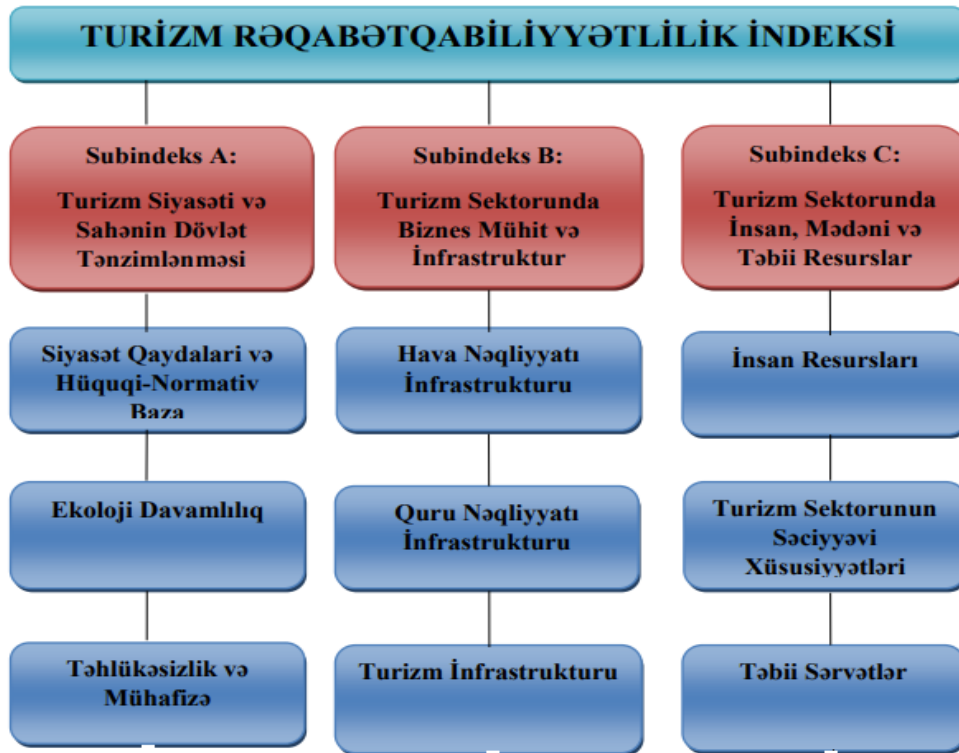 TURİZM RƏQABƏTQABİLİYYƏTLİLİK İNDEKSİ
Subindeks A:
Turizm Siyasəti və
Sahənin Dövlət
Tənzimlənməsi
Subindeks B:
Turizm Sektorunda
Biznes Mühit və
İnfrastruktur
Subindeks C:
Turizm Sektorunda
İnsan, Mədəni və
Təbii Resurslar
Siyasət Qaydalari və
Hüquqi-Normativ
Baza
Hava Nəqliyyatı
İnfrastrukturu
İnsan Resursları
Ekoloji Davamlılıq
Quru Nəqliyyatı
İnfrastrukturu
Turizm Sektorunun
Səciyyəvi
Xüsusiyyətləri
Təhlükəsizlik və
Mühafizə
Turizm İnfrastrukturu
Təbii Sərvətlər